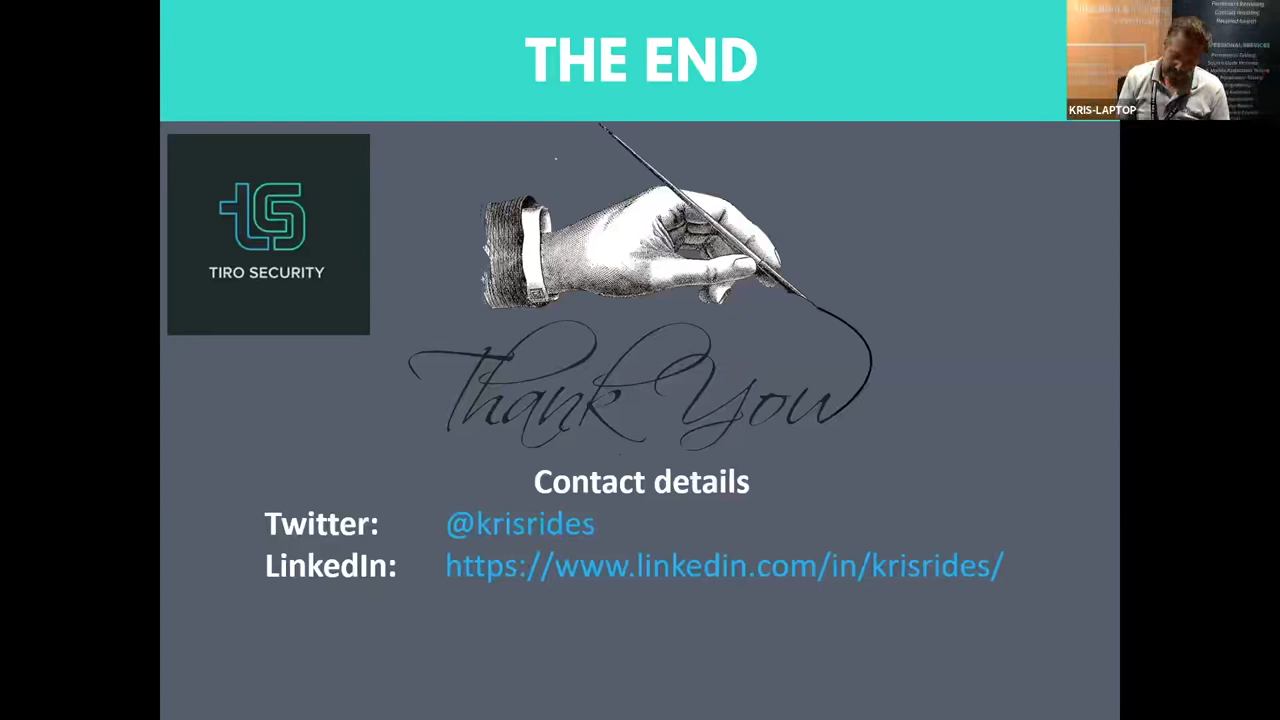 THE END
TIRO SECURITY
Thank You
Contact details
Twitter: @krisrides
LinkedIn: https://www.linkedin.com/in/krisrides/
KRIS-LAPTOP